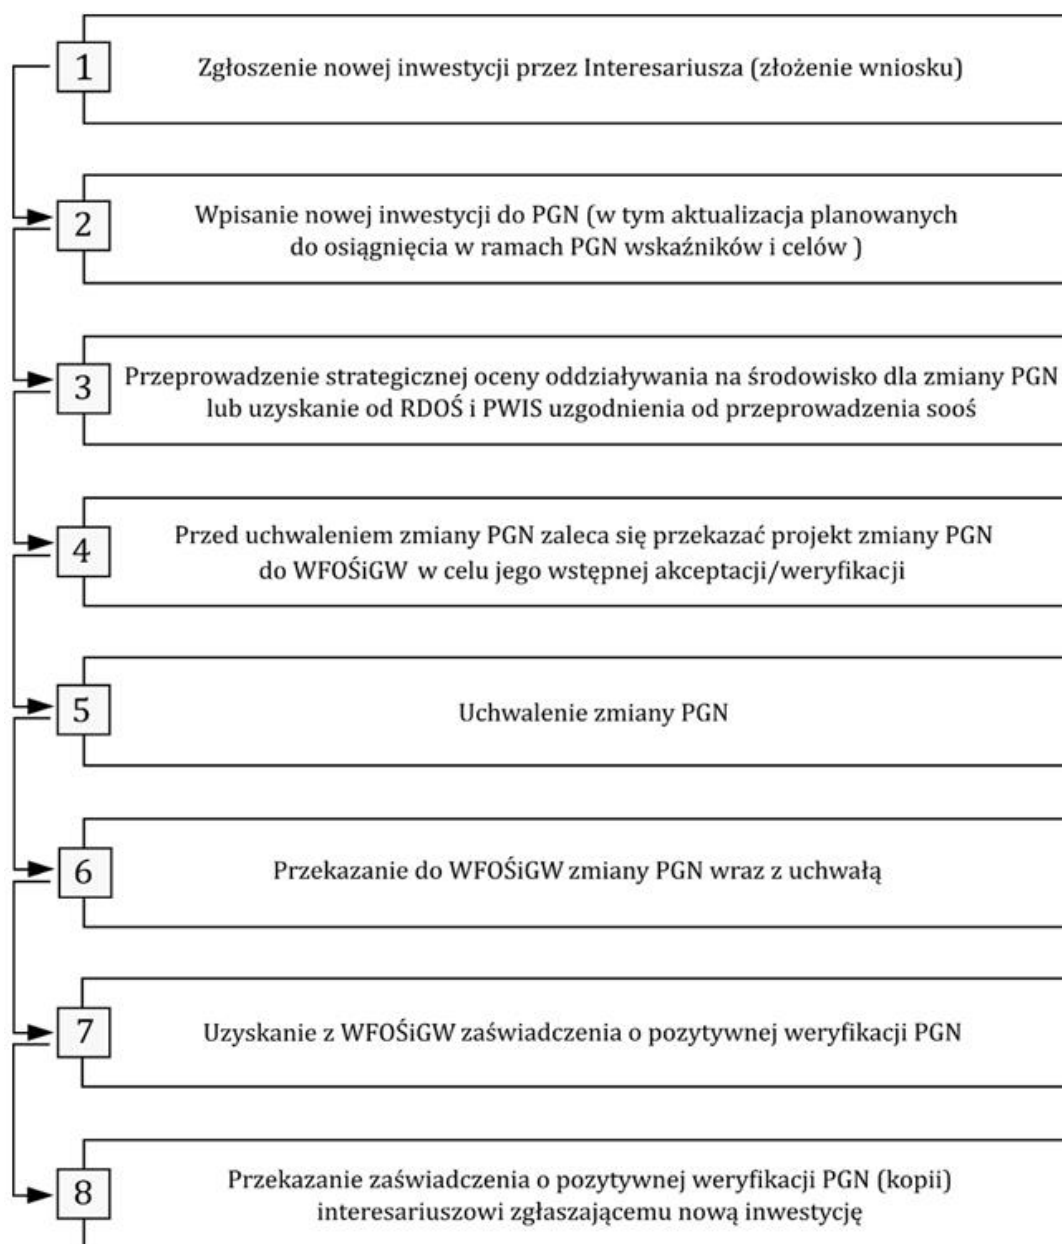 1
Zgłoszenie nowej inwestycji przez Interesariusza (złożenie wniosku)
2
Wpisanie nowej inwestycji do PGN (w tym aktualizacja planowanych
do osiągnięcia w ramach PGN wskaźników i celów )
3
Przeprowadzenie strategicznej oceny oddziaływania na środowisko dla zmiany PGN
lub uzyskanie od RDOŚ i PWIS uzgodnienia od przeprowadzenia sooś
4
Przed uchwaleniem zmiany PGN zaleca się przekazać projekt zmiany PGN
do WFOŚiGW w celu jego wstępnej akceptacji/weryfikacji
5
Uchwalenie zmiany PGN
6
Przekazanie do WFOŚiGW zmiany PGN wraz z uchwałą
7
Uzyskanie z WFOŚiGW zaświadczenia o pozytywnej weryfikacji PGN
8
Przekazanie zaświadczenia o pozytywnej weryfikacji PGN (kopii)
interesariuszowi zgłaszającemu nową inwestycję